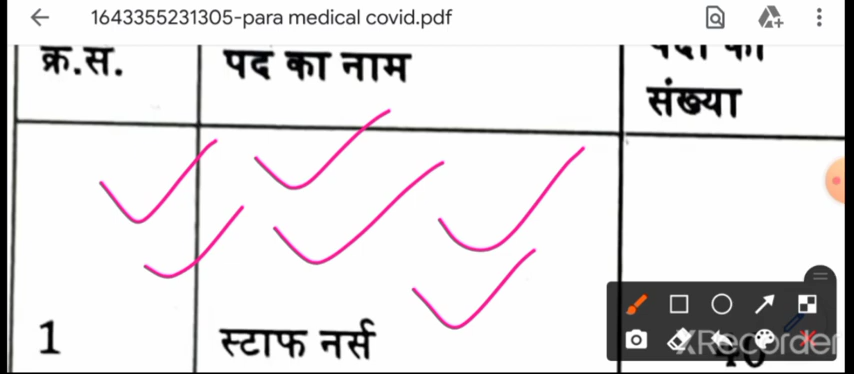 1643355231305-para medical covid.pdf
क्र.सं. पद का नाम
संख्या
1 स्टाफ नर्स
XRecorder